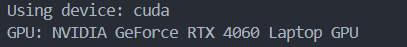 Using device: cuda
GPU: NVIDIA GeForce RTX 4060 Laptop GPU